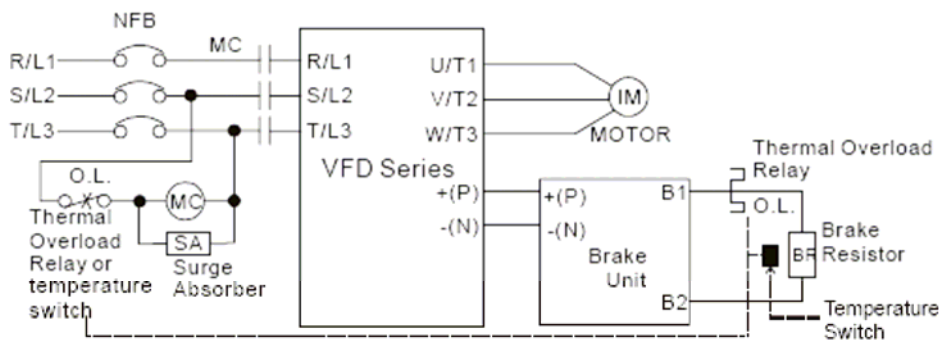 NFB
MC
R/L1
R/L1
U/T1
S/L2
S/L2
V/T2
IM
T/L3
T/L3
W/T3
MOTOR
VFD Series
O.L.
MC
SA
Thermal
Overload
Relay or
temperature
switch
Surge
Absorber
+(P)
-(N)
+(P)
-(N)
B1
B2
Brake
Unit
Thermal Overload
Relay
O.L.
BR
Brake
Resistor
Temperature
Switch